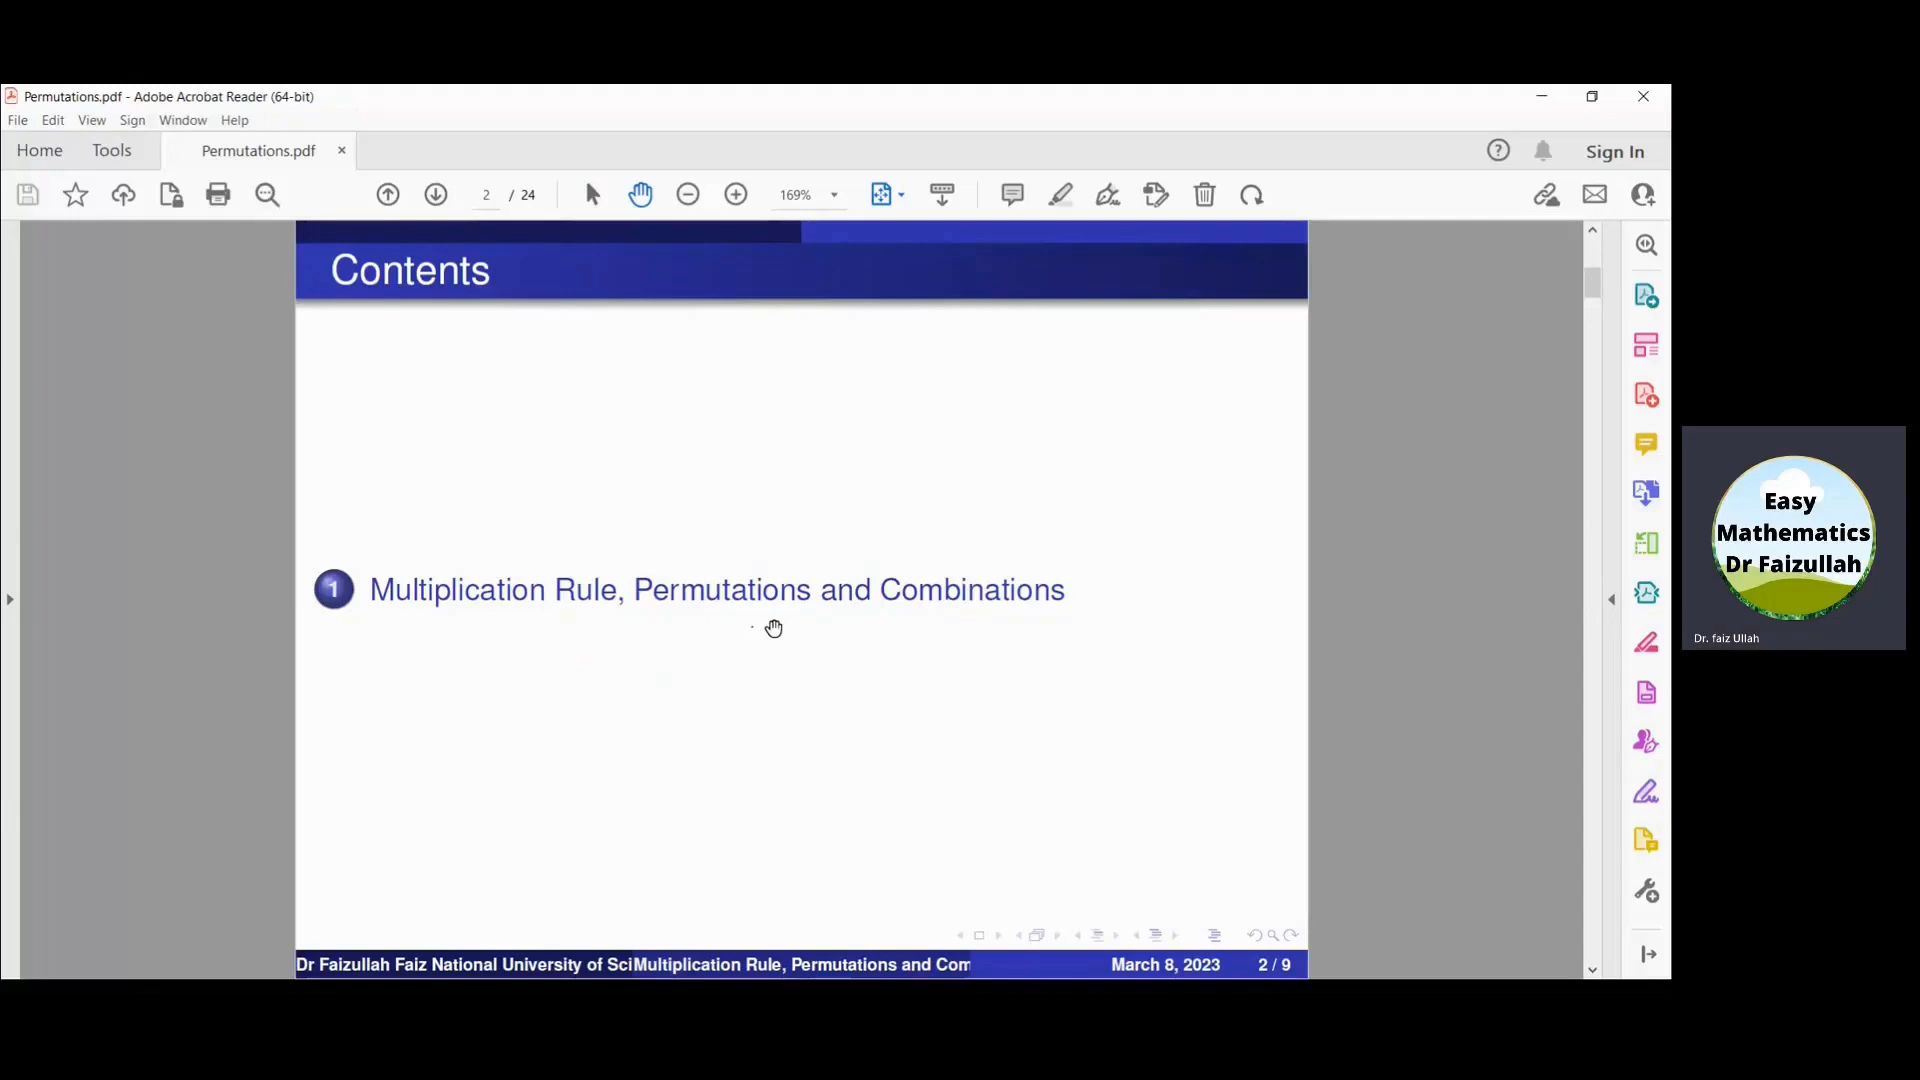 Permutations.pdf - Adobe Acrobat Reader (64-bit)
File Edit View Sign Window Help
Home Tools Permutations.pdf × Sign In
2 / 24 169%
Contents
1 Multiplication Rule, Permutations and Combinations
Easy
Mathematics
Dr Faizullah
Dr. faiz Ullah
Dr Faizullah Faiz National University of Sci Multiplication Rule, Permutations and Com March 8, 2023 2 / 9